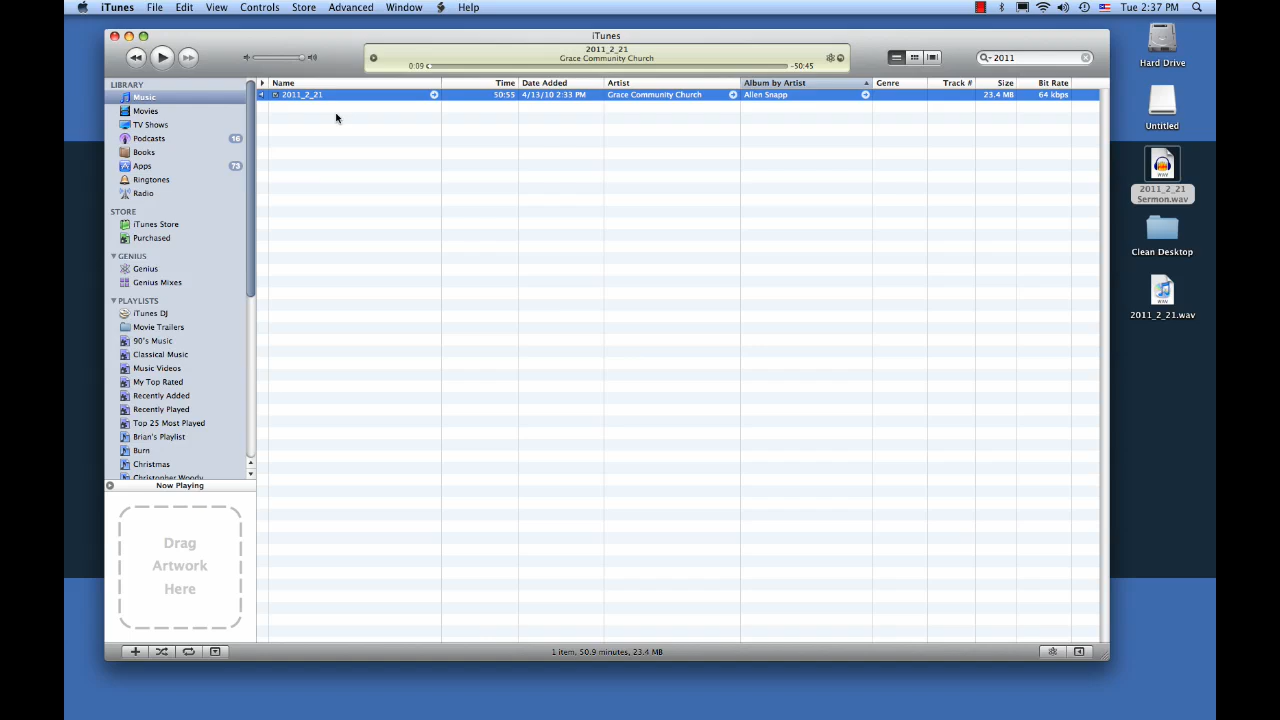 iTunes File Edit View Controls Store Advanced Window Help Tue 2:37 PM
iTunes
2011_2_21
Grace Community Church
0:09 -50:45
2011
LIBRARY
Music
Movies
TV Shows
Podcasts 16
Books
Apps 73
Ringtones
Radio
STORE
iTunes Store
Purchased
GENIUS
Genius
Genius Mixes
PLAYLISTS
iTunes DJ
Movie Trailers
90's Music
Classical Music
Music Videos
My Top Rated
Recently Added
Recently Played
Top 25 Most Played
Brian's Playlist
Burn
Christmas
Christopher Woody
Now Playing
Drag
Artwork
Here
Name Time Date Added Artist Album by Artist Genre Track # Size Bit Rate
2011_2_21 50:55 4/13/10 2:33 PM Grace Community Church Allen Snapp 23.4 MB 64 kbps
1 item, 50.9 minutes, 23.4 MB
Hard Drive
Untitled
WAV
2011_2_21
Sermon.wav
Clean Desktop
WAV
2011_2_21.wav